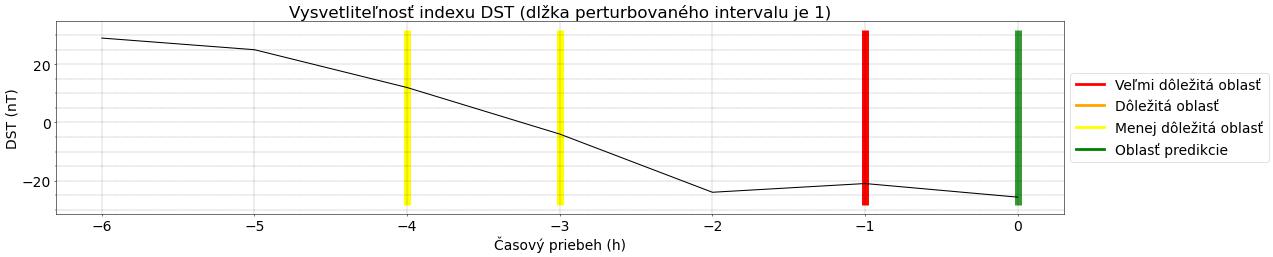 Vysvetliteľnosť indexu DST (dĺžka perturbovaného intervalu je 1)
DST (nT)
20
0
−20
−6 −5 −4 −3 −2 −1 0
Časový priebeh (h)
Veľmi dôležitá oblasť
Dôležitá oblasť
Menej dôležitá oblasť
Oblasť predikcie